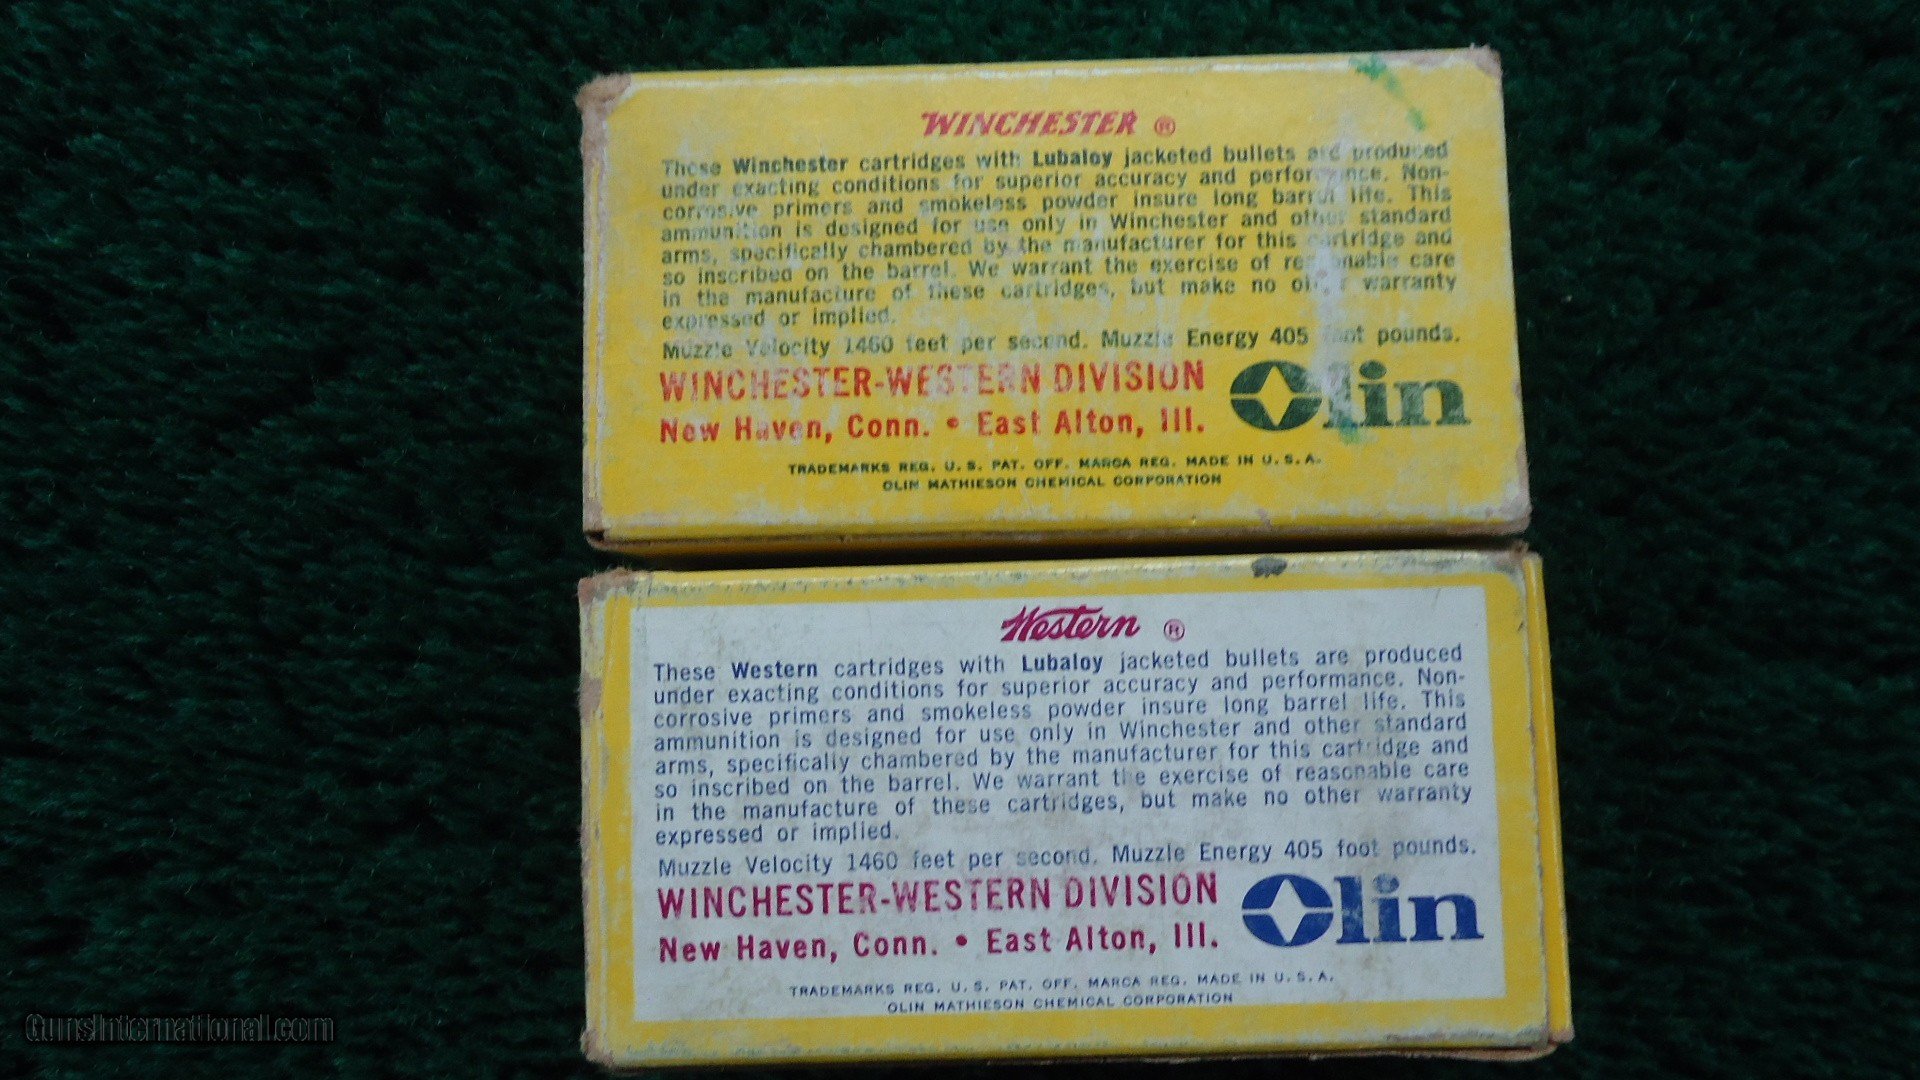 WINCHESTER ®
These Winchester cartridges with Lubaloy jacketed bullets are produced
under exacting conditions for superior accuracy and performance. Non-
corrosive primers and smokeless powder insure long barrel life. This
ammunition is designed for use only in Winchester and other standard
arms, specifically chambered by the manufacturer for this cartridge and
so inscribed on the barrel. We warrant the exercise of reasonable care
in the manufacture of these cartridges, but make no other warranty
expressed or implied.
Muzzle Velocity 1460 feet per second. Muzzle Energy 405 foot pounds.
WINCHESTER-WESTERN DIVISION
New Haven, Conn. • East Alton, Ill.
Olin
TRADEMARKS REG. U. S. PAT. OFF. MARCA REG. MADE IN U. S. A.
OLIN MATHIESON CHEMICAL CORPORATION
Western ®
These Western cartridges with Lubaloy jacketed bullets are produced
under exacting conditions for superior accuracy and performance. Non-
corrosive primers and smokeless powder insure long barrel life. This
ammunition is designed for use only in Winchester and other standard
arms, specifically chambered by the manufacturer for this cartridge and
so inscribed on the barrel. We warrant the exercise of reasonable care
in the manufacture of these cartridges, but make no other warranty
expressed or implied.
Muzzle Velocity 1460 feet per second. Muzzle Energy 405 foot pounds.
WINCHESTER-WESTERN DIVISION
New Haven, Conn. • East Alton, Ill.
Olin
TRADEMARKS REG. U. S. PAT. OFF. MARCA REG. MADE IN U. S. A.
OLIN MATHIESON CHEMICAL CORPORATION
GunsInternational.com